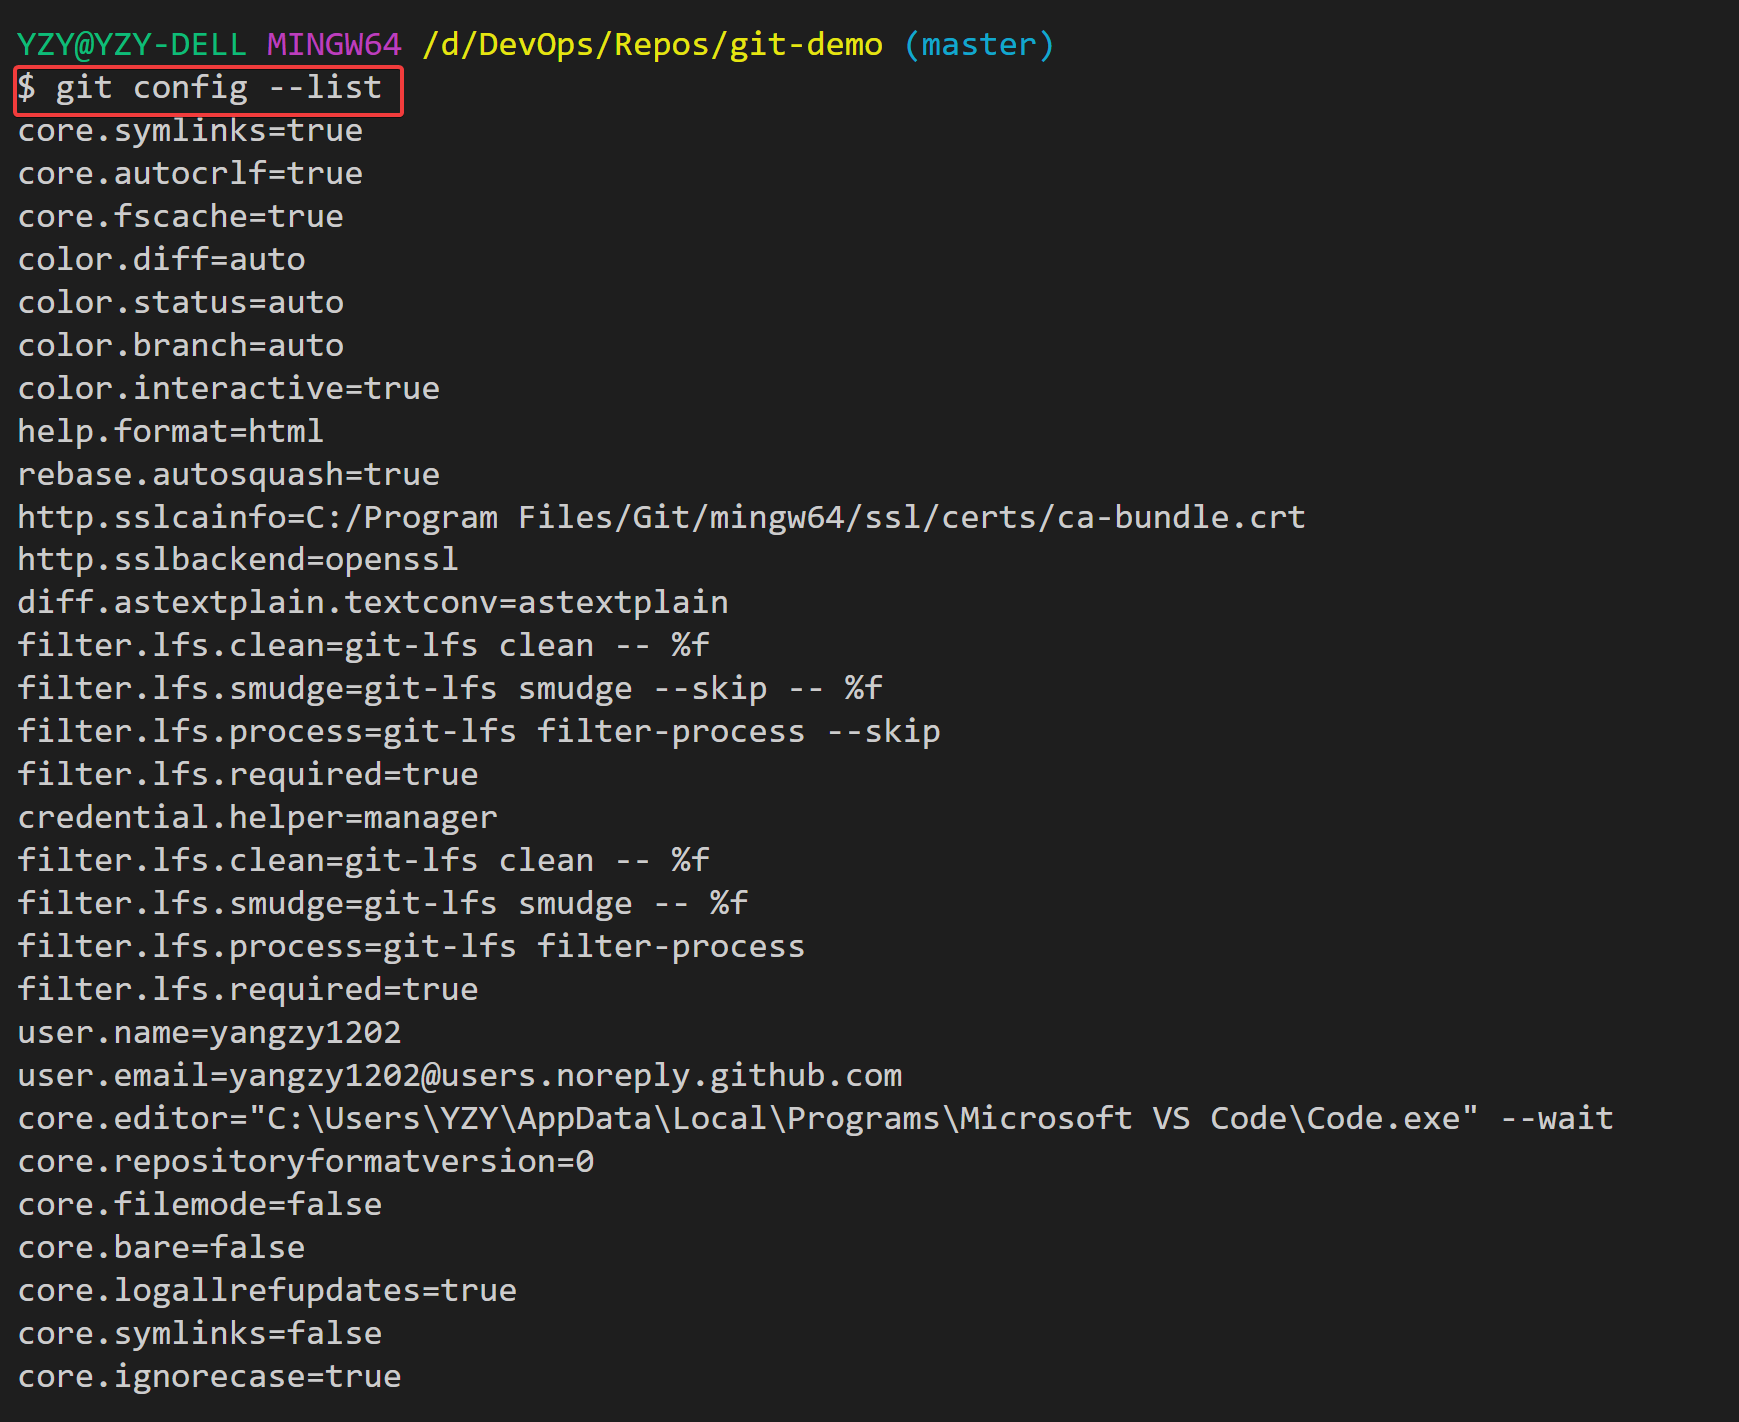 YZY@YZY-DELL MINGW64 /d/DevOps/Repos/git-demo (master)
$ git config --list
core.symlinks=true
core.autocrlf=true
core.fscache=true
color.diff=auto
color.status=auto
color.branch=auto
color.interactive=true
help.format=html
rebase.autosquash=true
http.sslcainfo=C:/Program Files/Git/mingw64/ssl/certs/ca-bundle.crt
http.sslbackend=openssl
diff.astextplain.textconv=astextplain
filter.lfs.clean=git-lfs clean -- %f
filter.lfs.smudge=git-lfs smudge --skip -- %f
filter.lfs.process=git-lfs filter-process --skip
filter.lfs.required=true
credential.helper=manager
filter.lfs.clean=git-lfs clean -- %f
filter.lfs.smudge=git-lfs smudge -- %f
filter.lfs.process=git-lfs filter-process
filter.lfs.required=true
user.name=yangzy1202
user.email=yangzy1202@users.noreply.github.com
core.editor="C:\Users\YZY\AppData\Local\Programs\Microsoft VS Code\Code.exe" --wait
core.repositoryformatversion=0
core.filemode=false
core.bare=false
core.logallrefupdates=true
core.symlinks=false
core.ignorecase=true